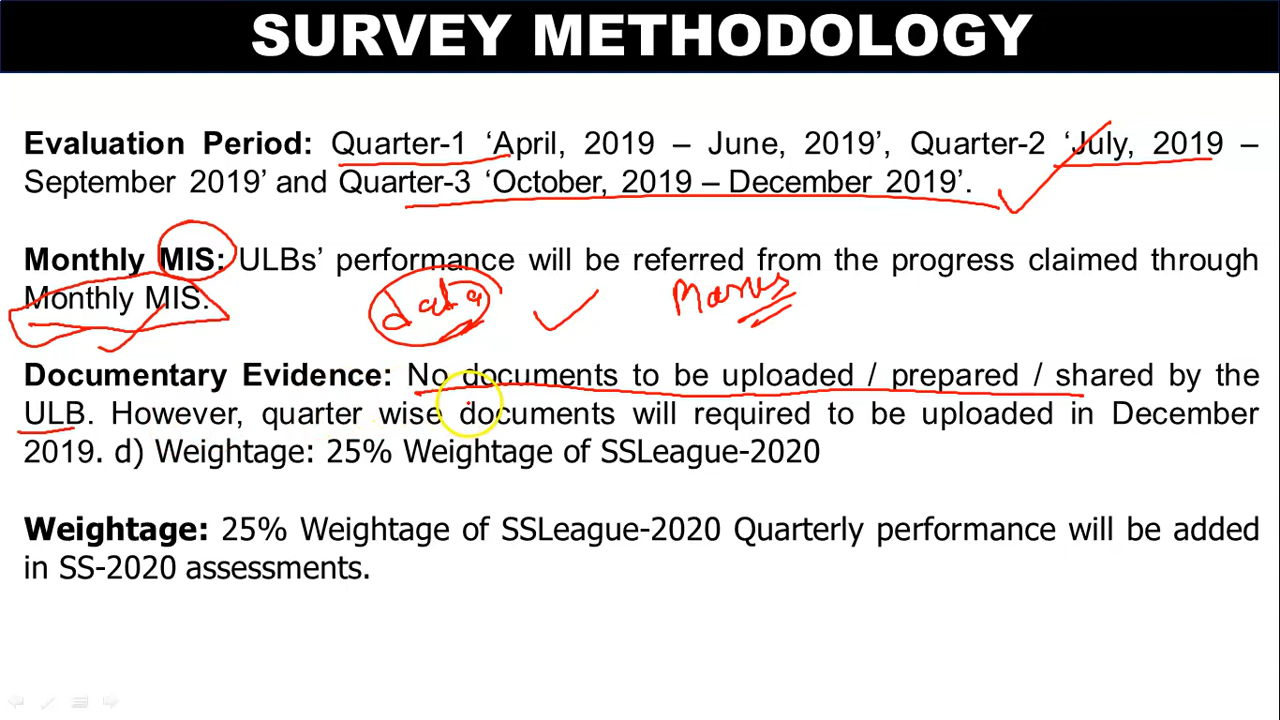 SURVEY METHODOLOGY
Evaluation Period: Quarter-1 ‘April, 2019 – June, 2019’, Quarter-2 ‘July, 2019 –
September 2019’ and Quarter-3 ‘October, 2019 – December 2019’.
Monthly MIS: ULBs’ performance will be referred from the progress claimed through
Monthly MIS.
data
Documentary Evidence: No documents to be uploaded / prepared / shared by the
ULB. However, quarter wise documents will required to be uploaded in December
2019. d) Weightage: 25% Weightage of SSLeague-2020
Weightage: 25% Weightage of SSLeague-2020 Quarterly performance will be added
in SS-2020 assessments.